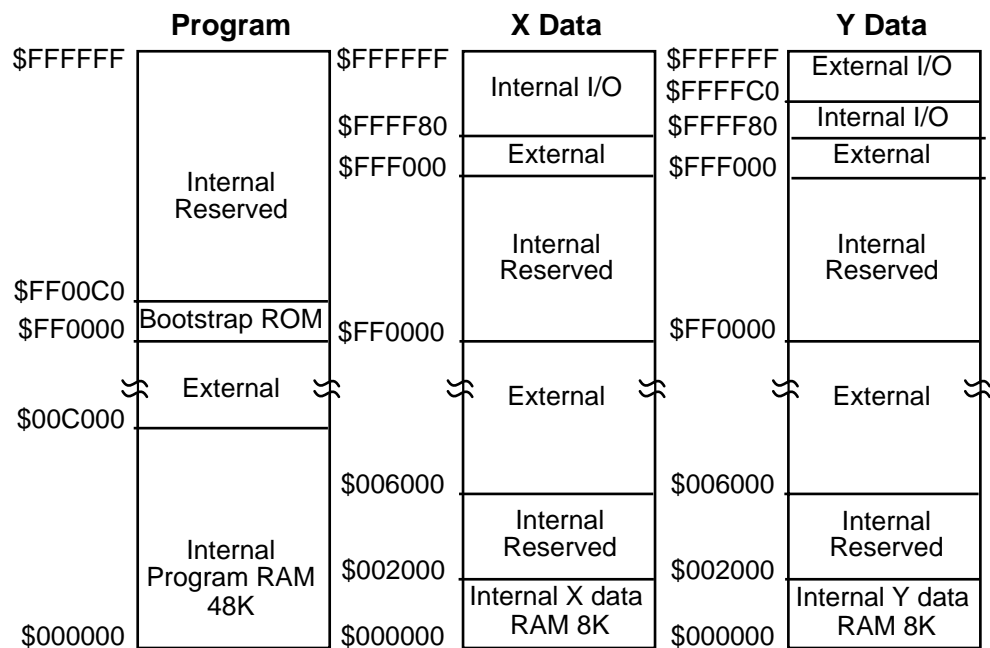 Program
$FFFFFF
Internal
Reserved
$FF00C0
Bootstrap ROM
$FF0000
External
$00C000
Internal
Program RAM
48K
$000000
X Data
$FFFFFF
Internal I/O
$FFFF80
External
$FFF000
Internal
Reserved
$FF0000
External
$006000
Internal
Reserved
$002000
Internal X data
RAM 8K
$000000
Y Data
$FFFFFF
External I/O
$FFFFC0
Internal I/O
$FFFF80
External
$FFF000
Internal
Reserved
$FF0000
External
$006000
Internal
Reserved
$002000
Internal Y data
RAM 8K
$000000